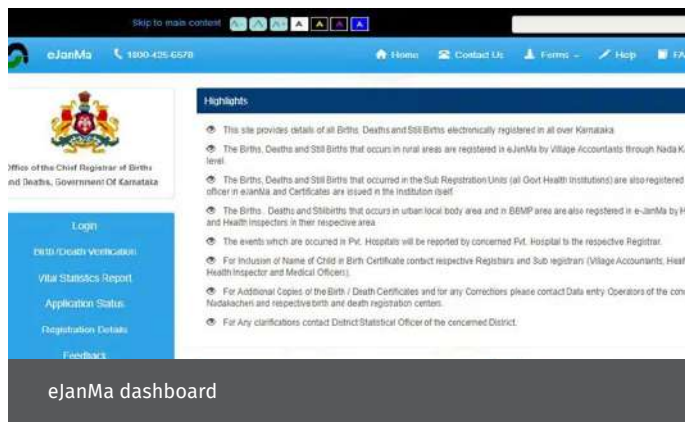 Skip to main content A- A A+ A A A A
eJanMa 1800-425-6578 Home Contact Us Forms Help FA
Highlights
This site provides details of all Births, Deaths and Still Births electronically registered in all over Karnataka
The Births, Deaths and Still Births that occurs in rural areas are registered in eJanMa by Village Accountants through Nada K
level.
The Births, Deaths and Still Births that occurred in the Sub Registration Units (all Govt Health Institutions) are also registered
officer in eJanMa and Certificates are issued in the Institution itself
The Births , Deaths and Stillbirths that occurs in urban local body area and in BBMP area are also registered in e-JanMa by H
and Health Inspectors in their respective area
The events which are occurred in Pvt. Hospitals will be reported by concerned Pvt. Hospital to the respective Registrar.
For Inclusion of Name of Child in Birth Certificate contact respective Registrars and Sub registrars (Village Accountants, Heal
Health Inspector and Medical Officers).
For Additional Copies of the Birth / Death Certificates and for any Corrections please contact Data entry Operators of the con
Nadakacheri and respective birth and death registration centers.
For Any clarifications contact District Statistical Officer of the concerned District.
Office of the Chief Registrar of Births
and Deaths, Government Of Karnataka
Login
Birth /Death Verification
Vital Statistics Report
Application Status
Registration Details
Feedback
eJanMa dashboard